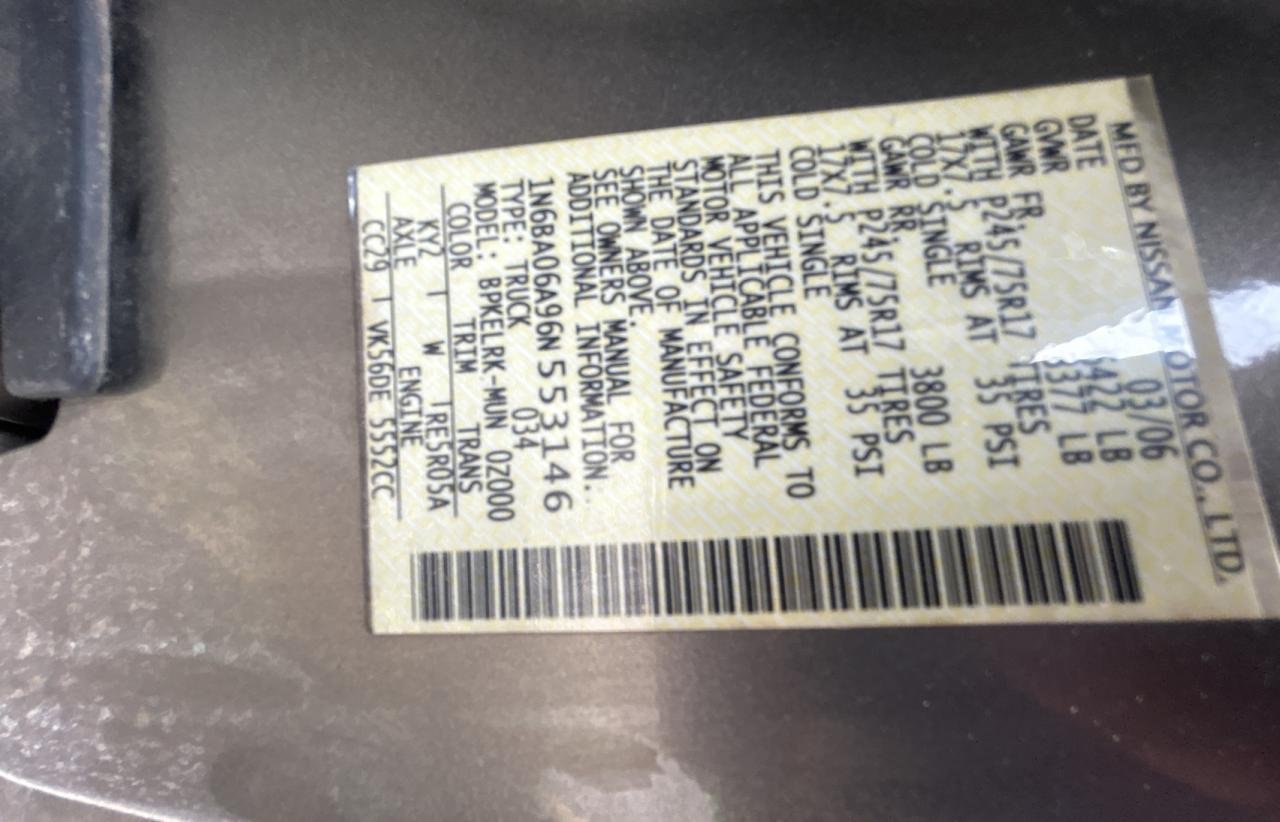 MFD BY NISSAN MOTOR CO., LTD.
DATE 03/06
GVWR 6422 LB
GAWR FR. 3377 LB
WITH P245/75R17 TIRES
17X7.5 RIMS AT 35 PSI
COLD SINGLE
GAWR RR. 3800 LB
WITH P245/75R17 TIRES
17X7.5 RIMS AT 35 PSI
COLD SINGLE
THIS VEHICLE CONFORMS TO
ALL APPLICABLE FEDERAL
MOTOR VEHICLE SAFETY
STANDARDS IN EFFECT ON
THE DATE OF MANUFACTURE
SHOWN ABOVE.
SEE OWNERS MANUAL FOR
ADDITIONAL INFORMATION..
1N6BA06A96N553146
TYPE: TRUCK 034
MODEL: BPKELRK-MUN 0Z000
COLOR TRIM TRANS
KY2 | W | RE5R05A
AXLE ENGINE
CC29 | VK56DE 5552CC